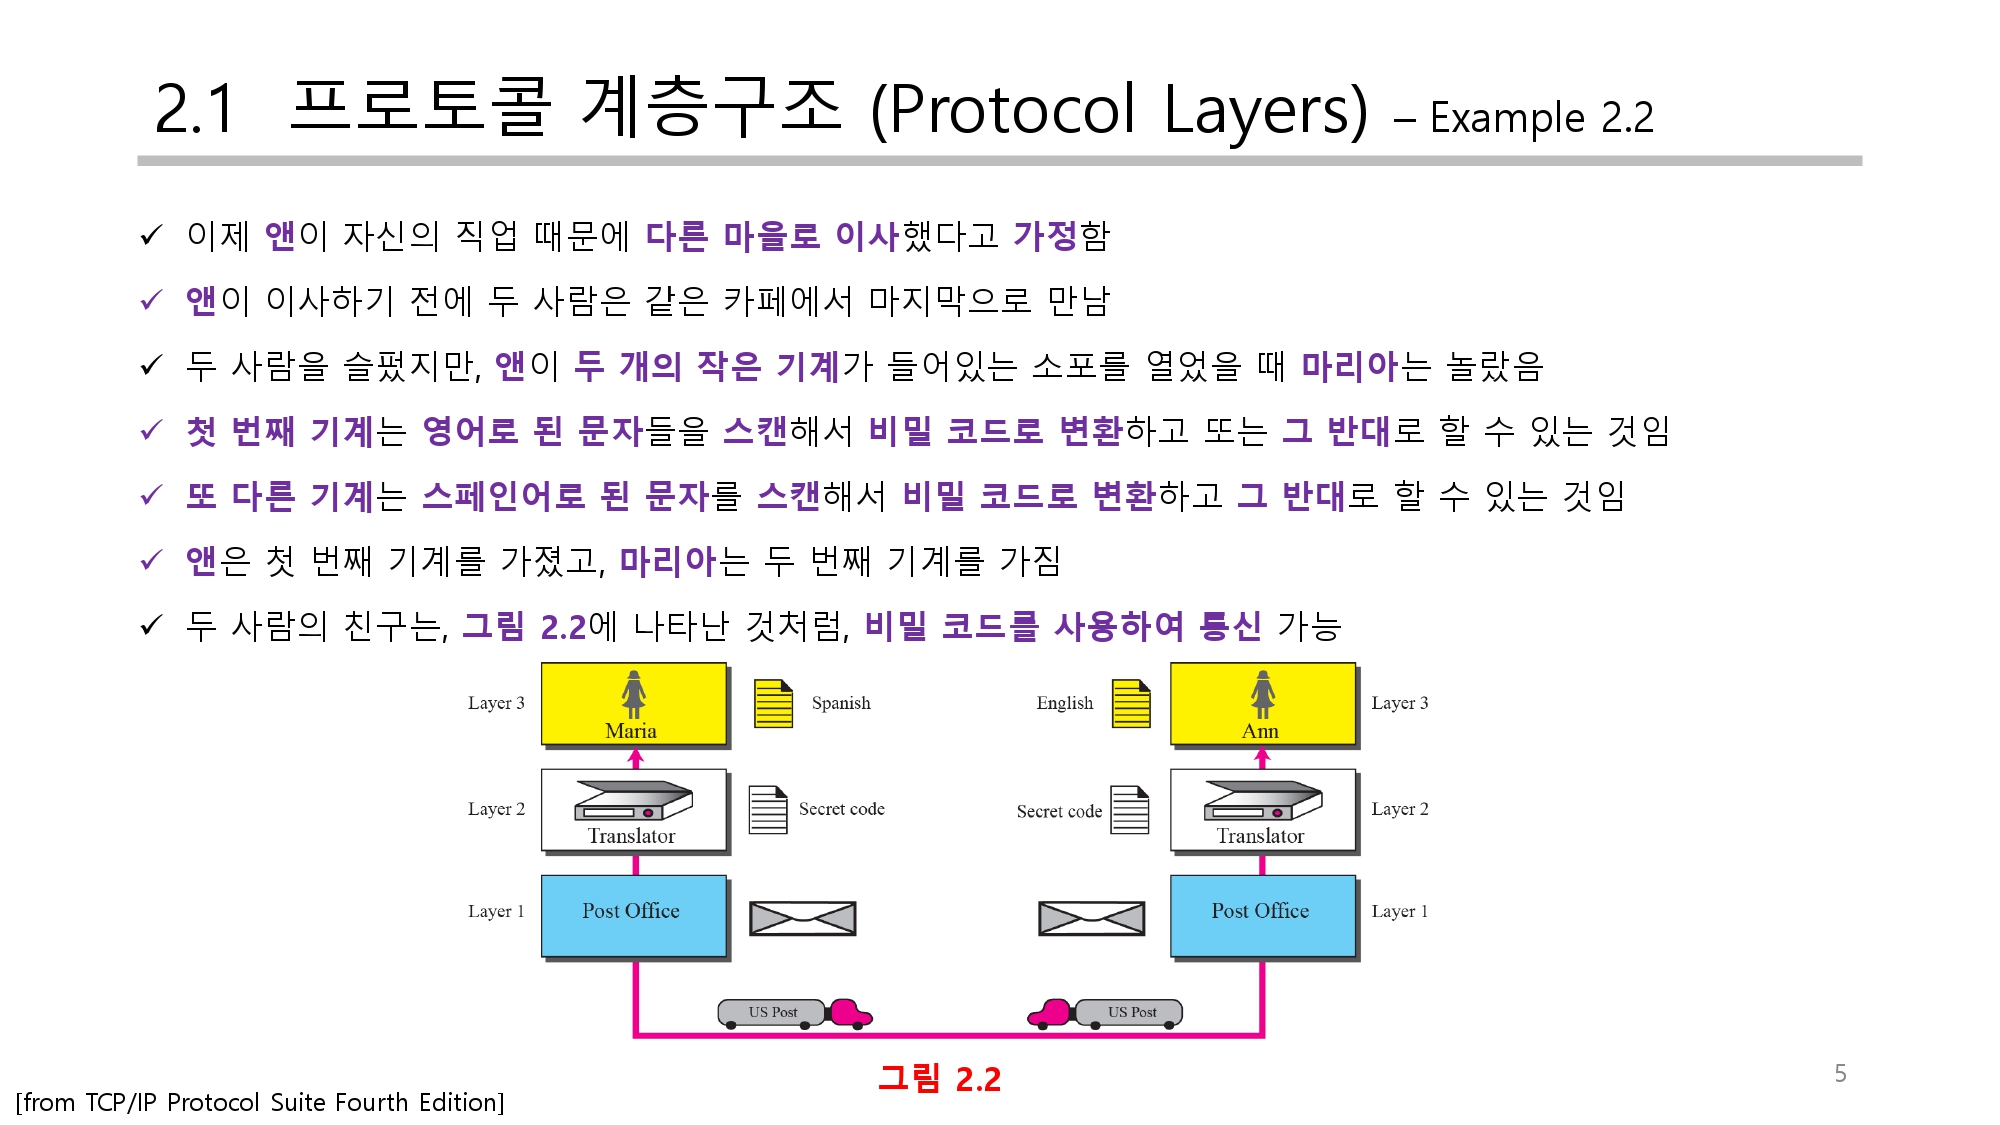 2.1 프로토콜 계층구조 (Protocol Layers) – Example 2.2
✓ 이제 앤이 자신의 직업 때문에 다른 마을로 이사했다고 가정함
✓ 앤이 이사하기 전에 두 사람은 같은 카페에서 마지막으로 만남
✓ 두 사람을 슬펐지만, 앤이 두 개의 작은 기계가 들어있는 소포를 열었을 때 마리아는 놀랐음
✓ 첫 번째 기계는 영어로 된 문자들을 스캔해서 비밀 코드로 변환하고 또는 그 반대로 할 수 있는 것임
✓ 또 다른 기계는 스페인어로 된 문자를 스캔해서 비밀 코드로 변환하고 그 반대로 할 수 있는 것임
✓ 앤은 첫 번째 기계를 가졌고, 마리아는 두 번째 기계를 가짐
✓ 두 사람의 친구는, 그림 2.2에 나타난 것처럼, 비밀 코드를 사용하여 통신 가능
Layer 3 Maria Spanish English Ann Layer 3
Layer 2 Translator Secret code Secret code Translator Layer 2
Layer 1 Post Office Post Office Layer 1
US Post US Post
그림 2.2
5
[from TCP/IP Protocol Suite Fourth Edition]